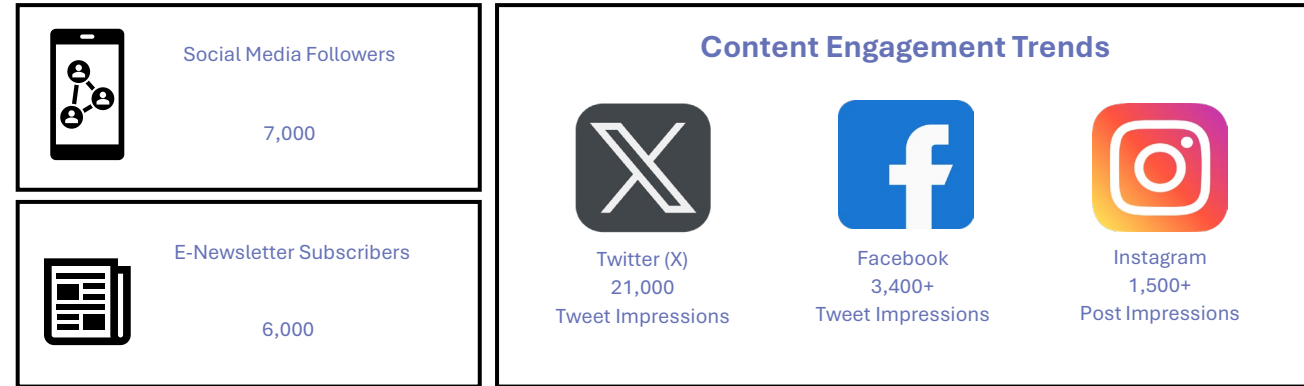 Social Media Followers
7,000
E-Newsletter Subscribers
6,000
Content Engagement Trends
Twitter (X)
21,000
Tweet Impressions
Facebook
3,400+
Tweet Impressions
Instagram
1,500+
Post Impressions